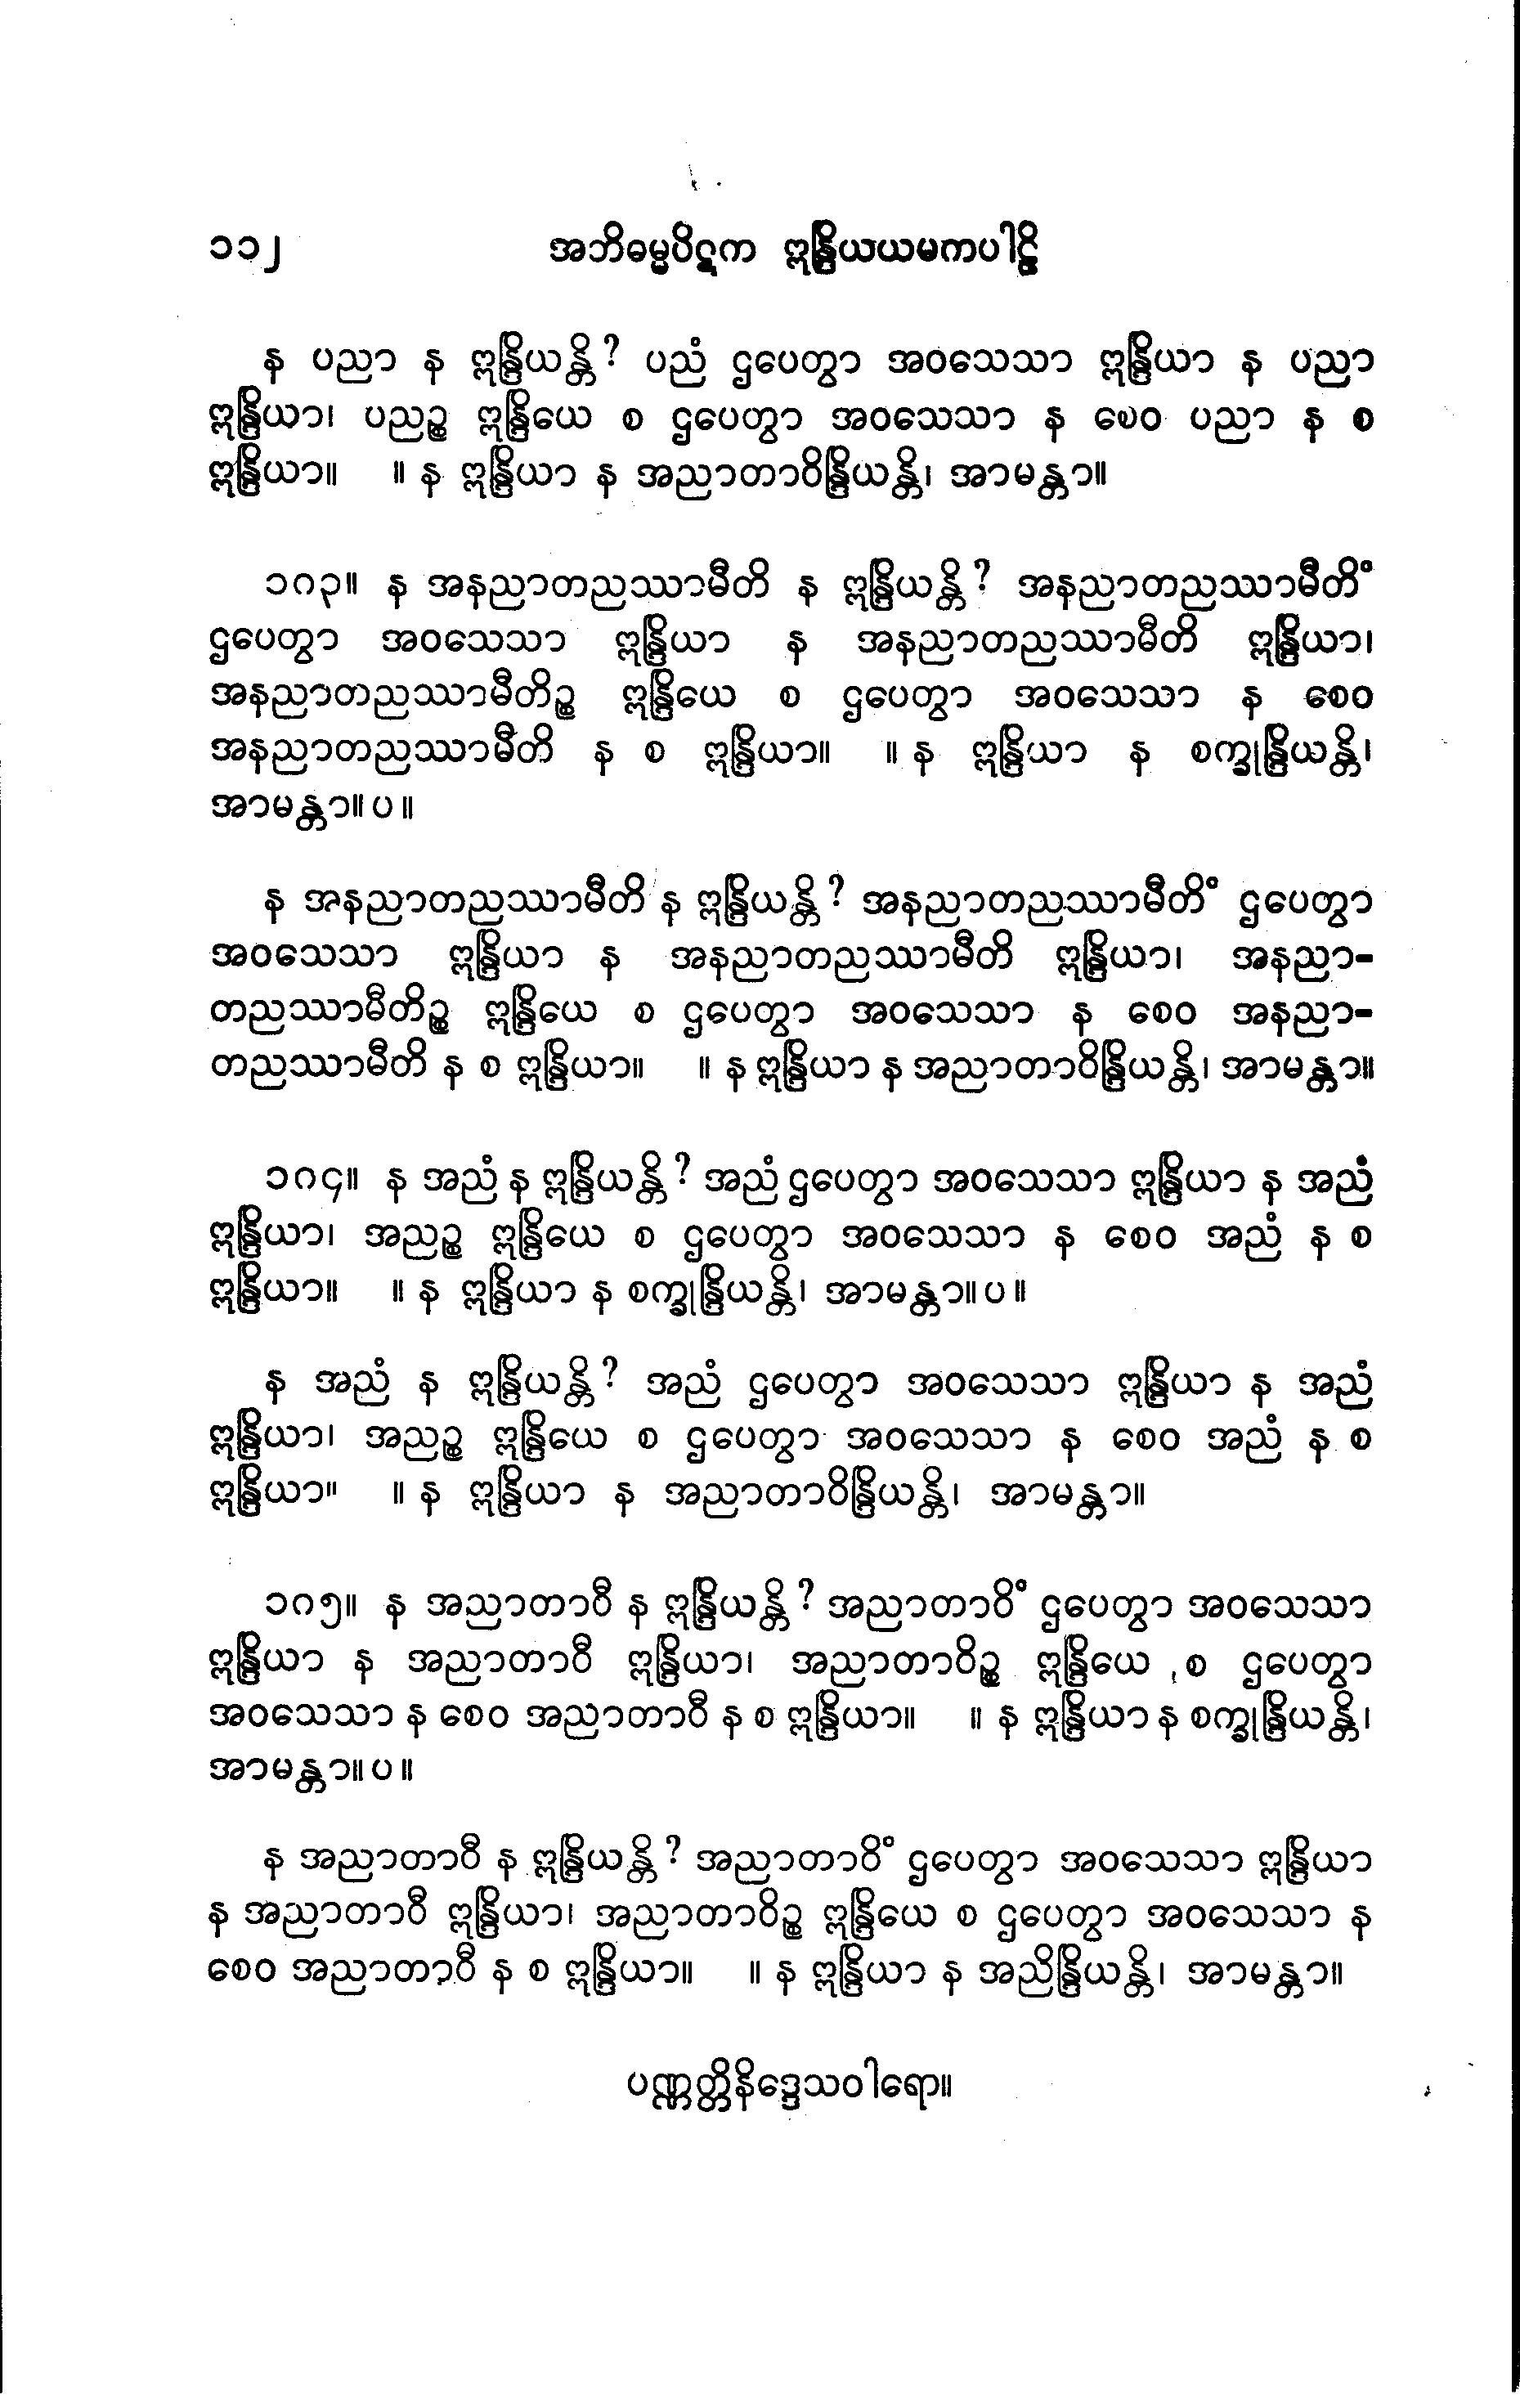 ၁၁၂ အဘိဓမ္မပိဋက ဣန္ဒြိယယမကပါဠိ
န ပညာ န ဣန္ဒြိယန္တိ? ပညံ ဌပေတွာ အဝသေသာ ဣန္ဒြိယာ န ပညာ
ဣန္ဒြိယာ၊ ပညဉ္စ ဣန္ဒြိယေ စ ဌပေတွာ အဝသေသာ န စေဝ ပညာ န စ
ဣန္ဒြိယာ။ ။ န ဣန္ဒြိယာ န အညာတာဝိန္ဒြိယန္တိ၊ အာမန္တာ။
၁ဂ၃။ န အနညာတညဿာမီတိ န ဣန္ဒြိယန္တိ? အနညာတညဿာမီတိံ
ဌပေတွာ အဝသေသာ ဣန္ဒြိယာ န အနညာတညဿာမီတိ ဣန္ဒြိယာ၊
အနညာတညဿာမီတိဉ္စ ဣန္ဒြိယေ စ ဌပေတွာ အဝသေသာ န စေဝ
အနညာတညဿာမီတိ န စ ဣန္ဒြိယာ။ ။ န ဣန္ဒြိယာ န စက္ခုန္ဒြိယန္တိ၊
အာမန္တာ။ပ။
န အနညာတညဿာမီတိ န ဣန္ဒြိယန္တိ? အနညာတညဿာမီတိံ ဌပေတွာ
အဝသေသာ ဣန္ဒြိယာ န အနညာတညဿာမီတိ ဣန္ဒြိယာ၊ အနညာ-
တညဿာမီတိဉ္စ ဣန္ဒြိယေ စ ဌပေတွာ အဝသေသာ န စေဝ အနညာ-
တညဿာမီတိ န စ ဣန္ဒြိယာ။ ။ န ဣန္ဒြိယာ န အညာတာဝိန္ဒြိယန္တိ၊ အာမန္တာ။
၁ဂ၄။ န အညံ န ဣန္ဒြိယန္တိ? အညံ ဌပေတွာ အဝသေသာ ဣန္ဒြိယာ န အညံ
ဣန္ဒြိယာ၊ အညဉ္စ ဣန္ဒြိယေ စ ဌပေတွာ အဝသေသာ န စေဝ အညံ န စ
ဣန္ဒြိယာ။ ။ န ဣန္ဒြိယာ န စက္ခုန္ဒြိယန္တိ၊ အာမန္တာ။ပ။
န အညံ န ဣန္ဒြိယန္တိ? အညံ ဌပေတွာ အဝသေသာ ဣန္ဒြိယာ န အညံ
ဣန္ဒြိယာ၊ အညဉ္စ ဣန္ဒြိယေ စ ဌပေတွာ အဝသေသာ န စေဝ အညံ န စ
ဣန္ဒြိယာ။ ။ န ဣန္ဒြိယာ န အညာတာဝိန္ဒြိယန္တိ၊ အာမန္တာ။
၁ဂ၅။ န အညာတာဝီ န ဣန္ဒြိယန္တိ? အညာတာဝိံ ဌပေတွာ အဝသေသာ
ဣန္ဒြိယာ န အညာတာဝီ ဣန္ဒြိယာ၊ အညာတာဝိဉ္စ ဣန္ဒြိယေ စ ဌပေတွာ
အဝသေသာ န စေဝ အညာတာဝီ န စ ဣန္ဒြိယာ။ ။ န ဣန္ဒြိယာ န စက္ခုန္ဒြိယန္တိ၊
အာမန္တာ။ပ။
န အညာတာဝီ န ဣန္ဒြိယန္တိ? အညာတာဝိံ ဌပေတွာ အဝသေသာ ဣန္ဒြိယာ
န အညာတာဝီ ဣန္ဒြိယာ၊ အညာတာဝိဉ္စ ဣန္ဒြိယေ စ ဌပေတွာ အဝသေသာ န
စေဝ အညာတာဝီ န စ ဣန္ဒြိယာ။ ။ န ဣန္ဒြိယာ န အညိန္ဒြိယန္တိ၊ အာမန္တာ။
ပဏ္ဏတ္တိနိဒ္ဒေသဝါရော။